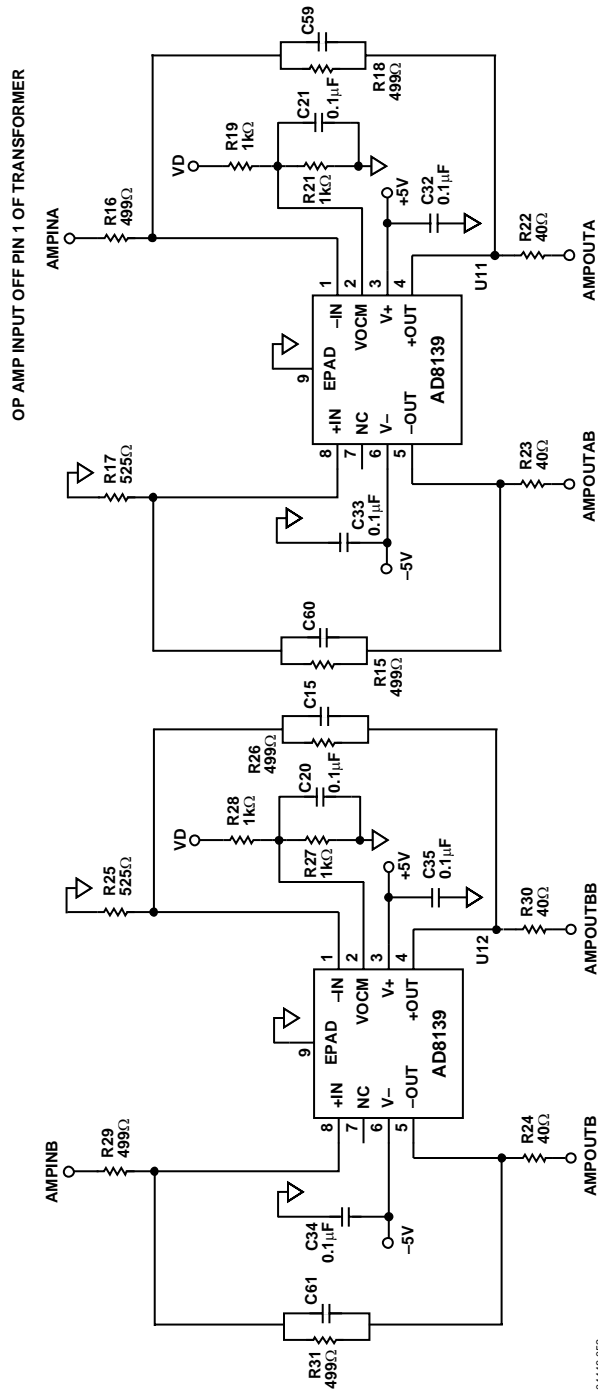 OP AMP INPUT OFF PIN 1 OF TRANSFORMER
AMPINA
R16
499Ω
R17
525Ω
VD
R19
1kΩ
R21
1kΩ
C21
0.1µF
C59
R18
499Ω
+5V
C32
0.1µF
9
EPAD
–IN
1
VOCM
2
V+
3
+OUT
4
+IN
8
NC
7
V–
6
–OUT
5
AD8139
U11
C33
0.1µF
–5V
C60
R15
499Ω
R22
40Ω
AMPOUTA
R23
40Ω
AMPOUTAB
AMPINB
R29
499Ω
R25
525Ω
VD
R28
1kΩ
R27
1kΩ
C20
0.1µF
R26
499Ω
C15
+5V
C35
0.1µF
9
EPAD
–IN
1
VOCM
2
V+
3
+OUT
4
+IN
8
NC
7
V–
6
–OUT
5
AD8139
U12
C34
0.1µF
–5V
C61
R31
499Ω
R30
40Ω
AMPOUTBB
R24
40Ω
AMPOUTB